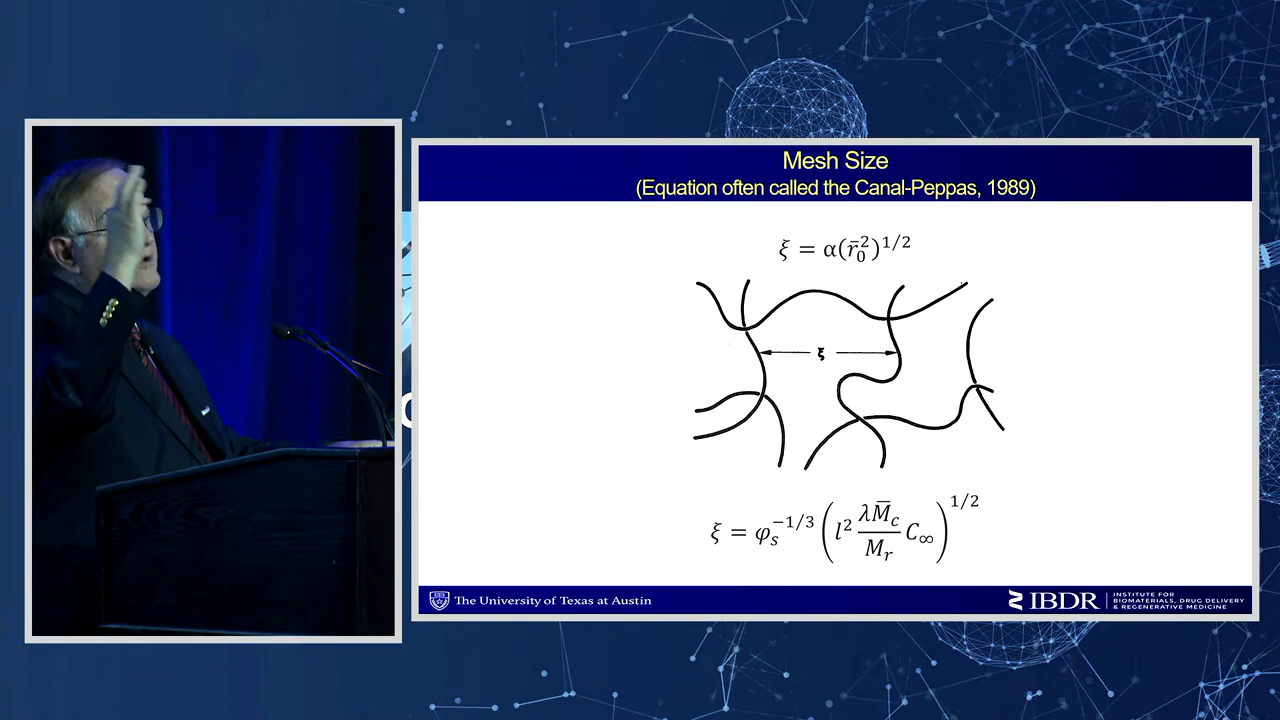 Mesh Size
(Equation often called the Canal-Peppas, 1989)
ξ = α(r̄₀²)^1/2
ξ
ξ = φₛ^−1/3 (l² λM̄c/Mᵣ C∞)^1/2
The University of Texas at Austin
IBDR
INSTITUTE FOR
BIOMATERIALS, DRUG DELIVERY
& REGENERATIVE MEDICINE